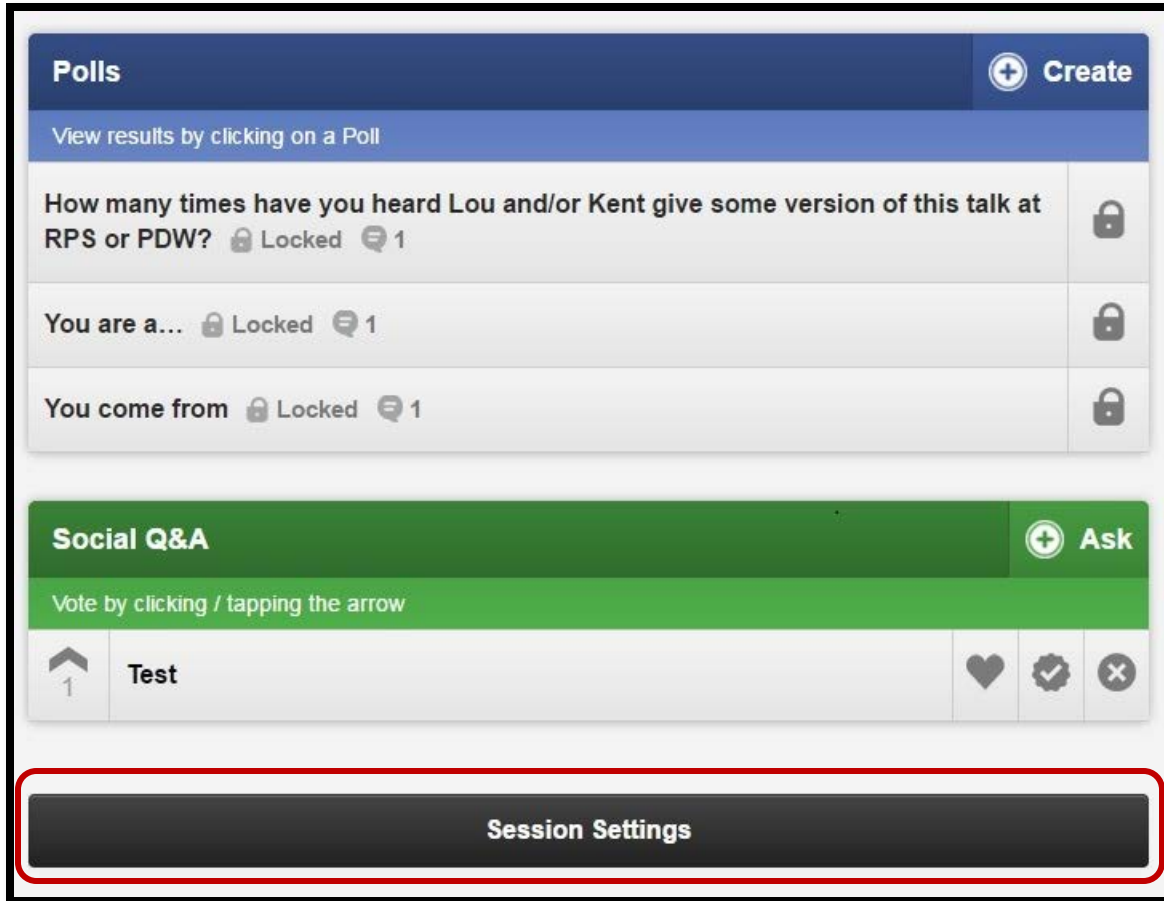 Polls
Create
View results by clicking on a Poll
How many times have you heard Lou and/or Kent give some version of this talk at
RPS or PDW? Locked 1
You are a… Locked 1
You come from Locked 1
Social Q&A
Ask
Vote by clicking / tapping the arrow
1
Test
Session Settings